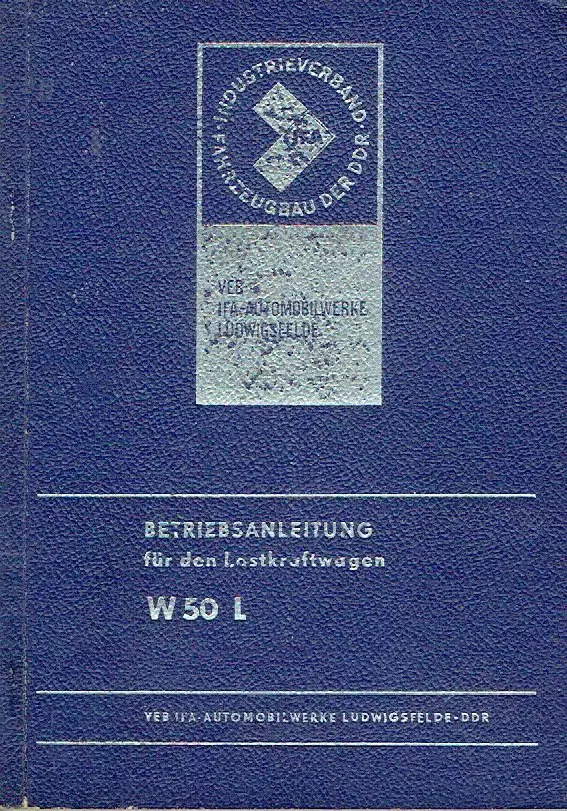 INDUSTRIEVERBAND
FAHRZEUGBAU DER DDR
VEB
IFA-AUTOMOBILWERKE
LUDWIGSFELDE
BETRIEBSANLEITUNG
für den Lastkraftwagen
W 50 L
VEB IFA-AUTOMOBILWERKE LUDWIGSFELDE-DDR